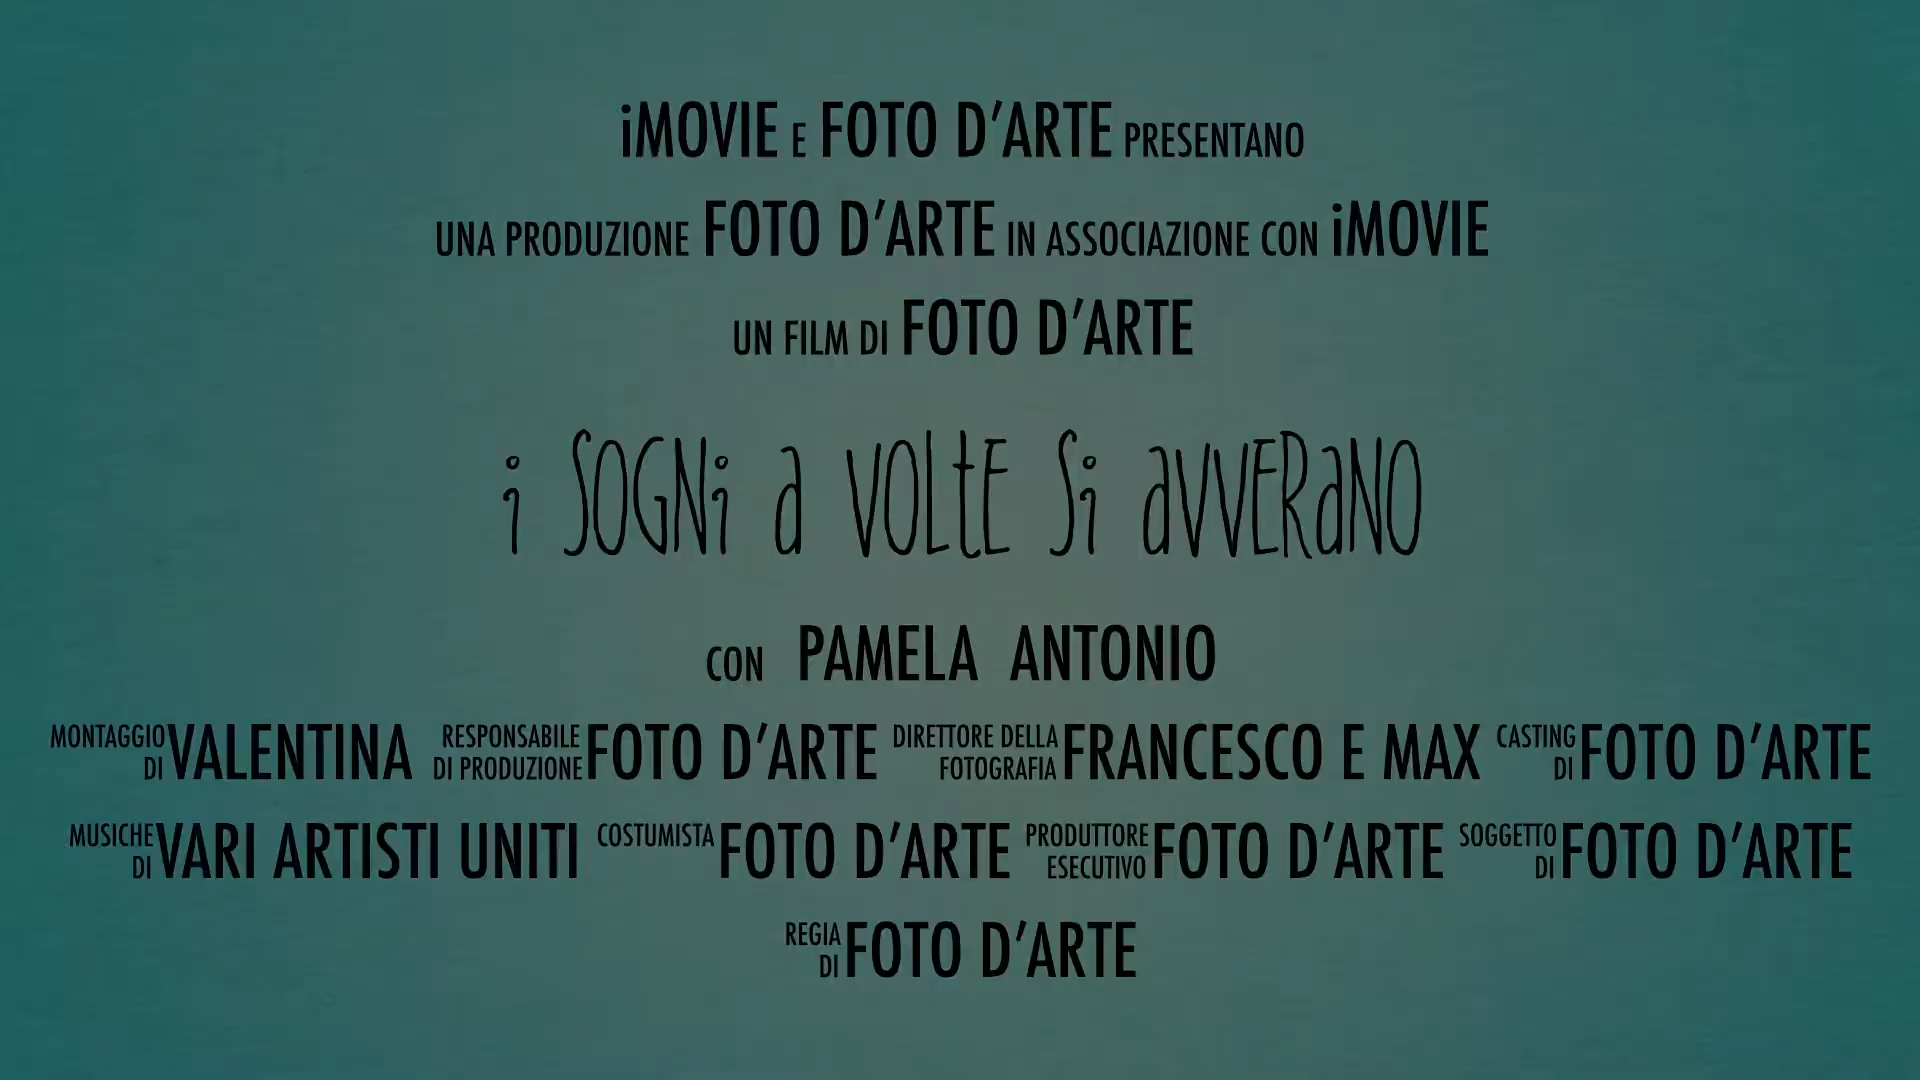 iMOVIE E FOTO D’ARTE PRESENTANO
UNA PRODUZIONE FOTO D’ARTE IN ASSOCIAZIONE CON iMOVIE
UN FILM DI FOTO D’ARTE
i SOGNi a VOLtE Si aVVERaNO
CON PAMELA ANTONIO
MONTAGGIO DI VALENTINA RESPONSABILE DI PRODUZIONE FOTO D’ARTE DIRETTORE DELLA FOTOGRAFIA FRANCESCO E MAX CASTING DI FOTO D’ARTE
MUSICHE DI VARI ARTISTI UNITI COSTUMISTA FOTO D’ARTE PRODUTTORE ESECUTIVO FOTO D’ARTE SOGGETTO DI FOTO D’ARTE
REGIA DI FOTO D’ARTE